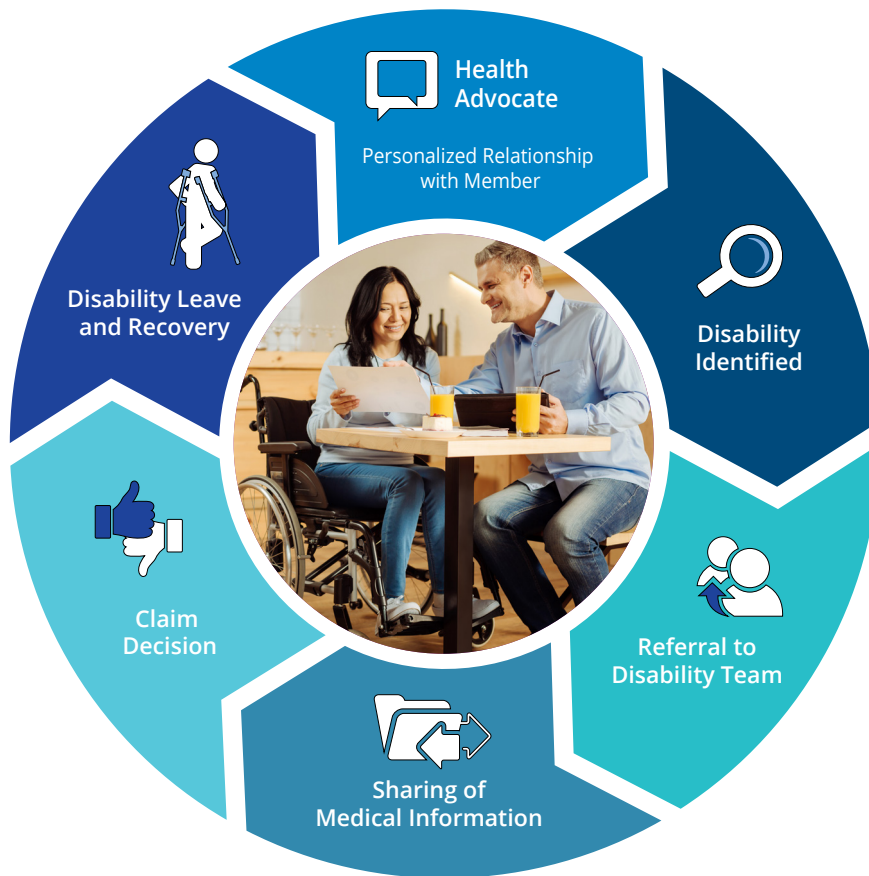 Health
Advocate
Personalized Relationship
with Member
Disability
Identified
Referral to
Disability Team
Sharing of
Medical Information
Claim
Decision
Disability Leave
and Recovery